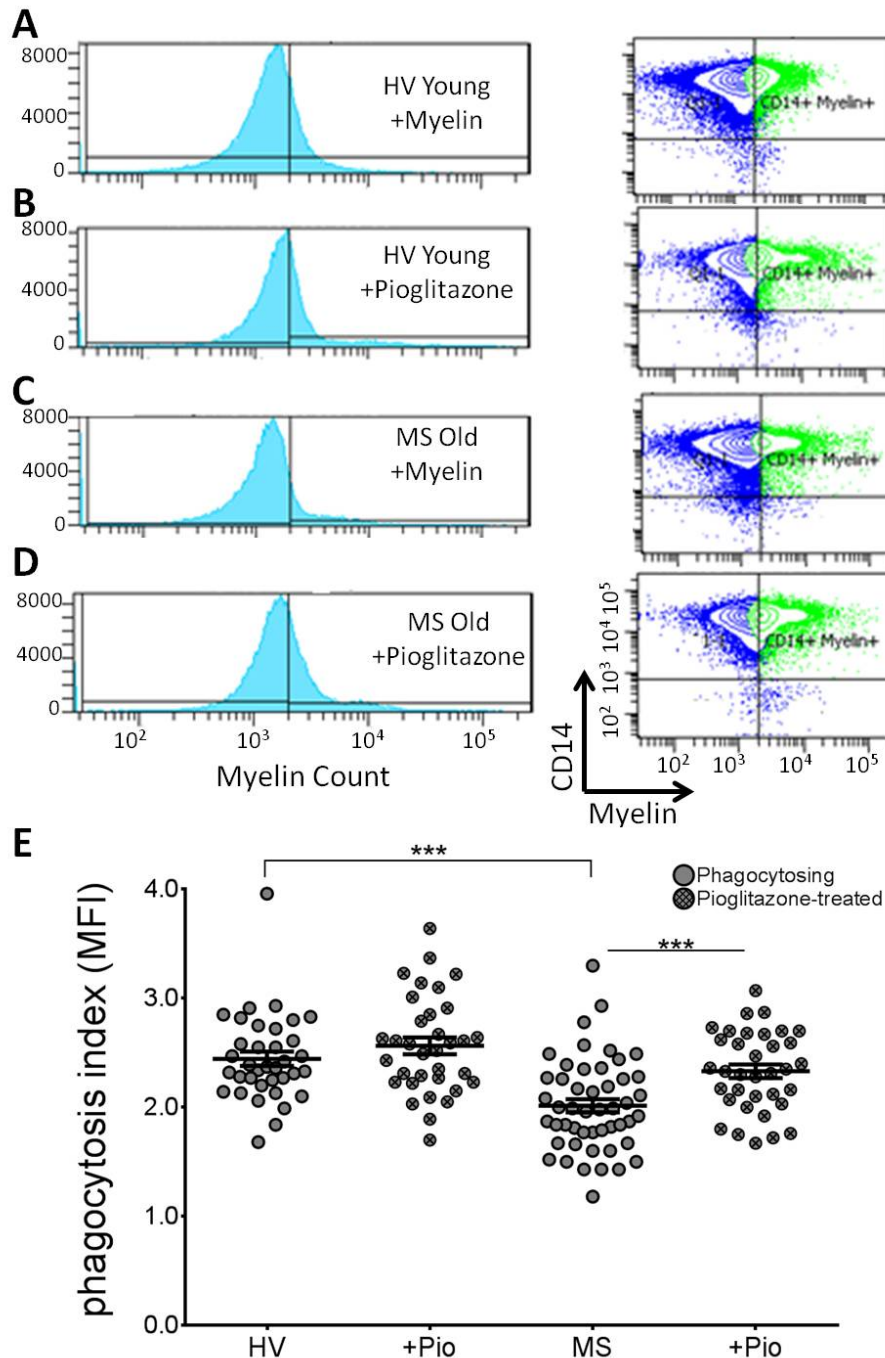 A
8000
4000
0
HV Young
+Myelin
CD14+ Myelin+
B
8000
4000
0
HV Young
+Pioglitazone
CD14+ Myelin+
C
8000
4000
0
MS Old
+Myelin
CD14+ Myelin+
D
8000
4000
0
MS Old
+Pioglitazone
CD14+ Myelin+
10² 10³ 10⁴ 10⁵
Myelin Count
CD14
10² 10³ 10⁴ 10⁵
10² 10³ 10⁴ 10⁵
Myelin
E
***
***
Phagocytosing
Pioglitazone-treated
phagocytosis index (MFI)
4.0
3.0
2.0
1.0
0.0
HV +Pio MS +Pio